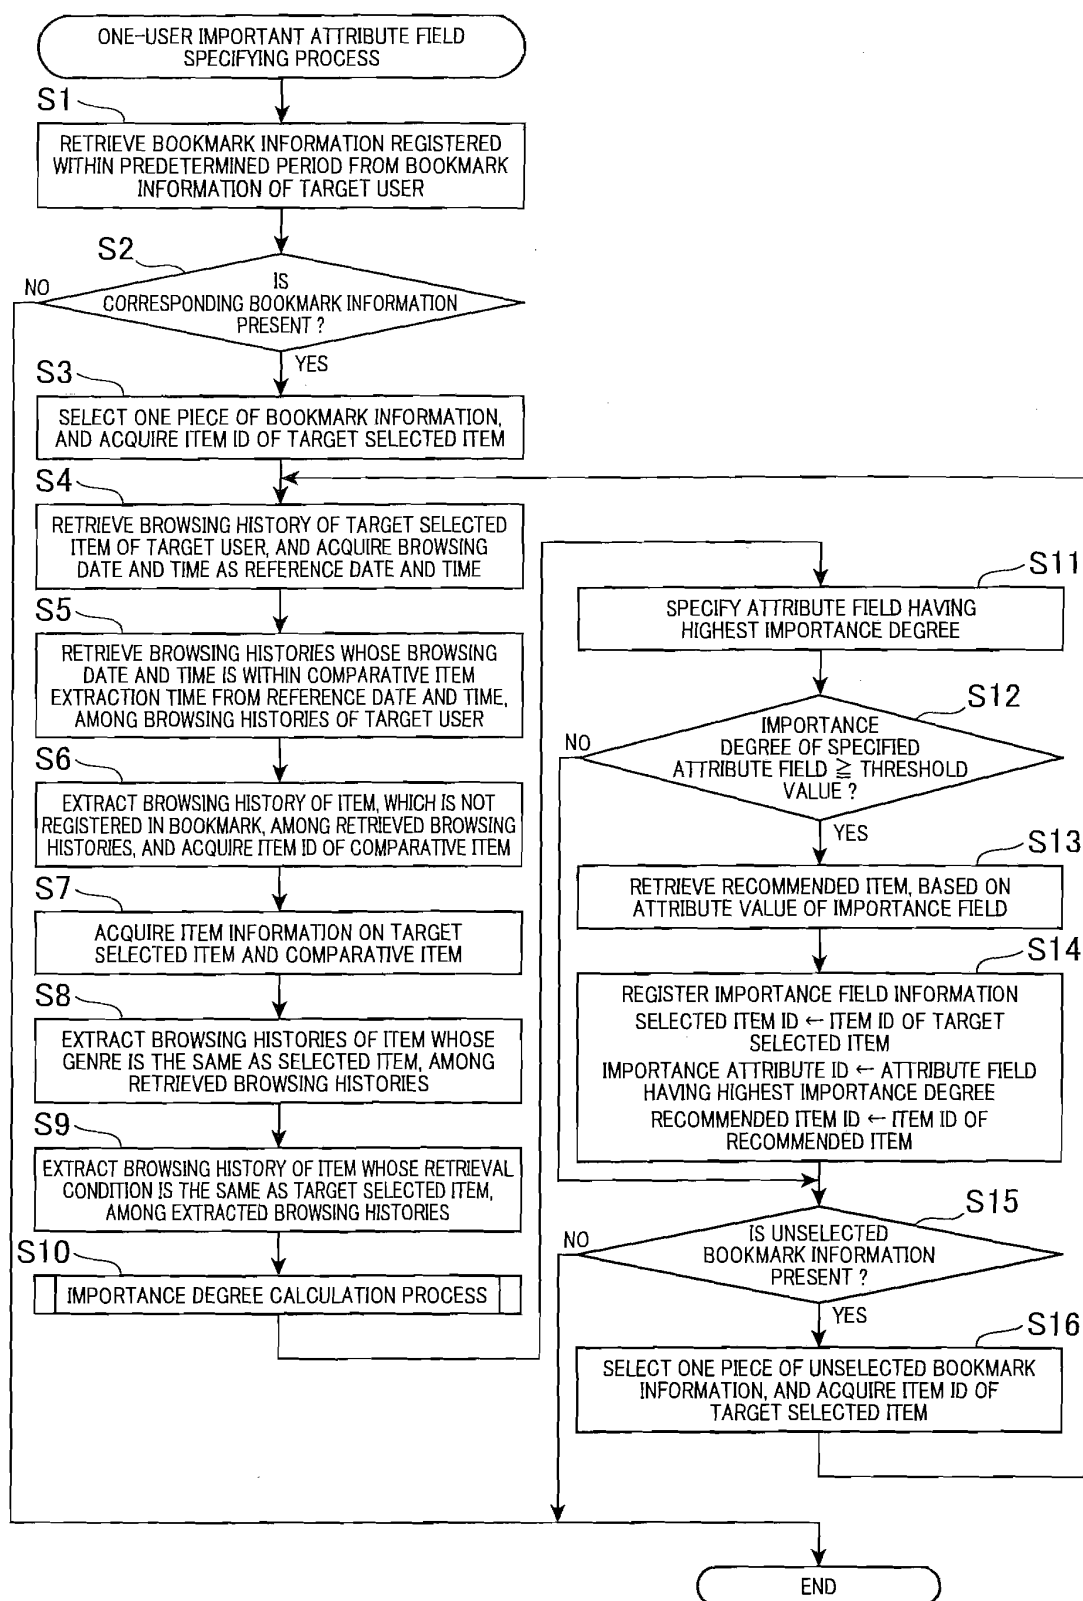 ONE-USER IMPORTANT ATTRIBUTE FIELD
SPECIFYING PROCESS
S1
RETRIEVE BOOKMARK INFORMATION REGISTERED
WITHIN PREDETERMINED PERIOD FROM BOOKMARK
INFORMATION OF TARGET USER
S2
NO
IS
CORRESPONDING BOOKMARK INFORMATION
PRESENT ?
YES
S3
SELECT ONE PIECE OF BOOKMARK INFORMATION,
AND ACQUIRE ITEM ID OF TARGET SELECTED ITEM
S4
RETRIEVE BROWSING HISTORY OF TARGET SELECTED
ITEM OF TARGET USER, AND ACQUIRE BROWSING
DATE AND TIME AS REFERENCE DATE AND TIME
S5
RETRIEVE BROWSING HISTORIES WHOSE BROWSING
DATE AND TIME IS WITHIN COMPARATIVE ITEM
EXTRACTION TIME FROM REFERENCE DATE AND TIME,
AMONG BROWSING HISTORIES OF TARGET USER
S6
EXTRACT BROWSING HISTORY OF ITEM, WHICH IS NOT
REGISTERED IN BOOKMARK, AMONG RETRIEVED BROWSING
HISTORIES, AND ACQUIRE ITEM ID OF COMPARATIVE ITEM
S7
ACQUIRE ITEM INFORMATION ON TARGET
SELECTED ITEM AND COMPARATIVE ITEM
S8
EXTRACT BROWSING HISTORIES OF ITEM WHOSE
GENRE IS THE SAME AS SELECTED ITEM, AMONG
RETRIEVED BROWSING HISTORIES
S9
EXTRACT BROWSING HISTORY OF ITEM WHOSE RETRIEVAL
CONDITION IS THE SAME AS TARGET SELECTED ITEM,
AMONG EXTRACTED BROWSING HISTORIES
S10
IMPORTANCE DEGREE CALCULATION PROCESS
S11
SPECIFY ATTRIBUTE FIELD HAVING
HIGHEST IMPORTANCE DEGREE
S12
NO
IMPORTANCE
DEGREE OF SPECIFIED
ATTRIBUTE FIELD ≧ THRESHOLD
VALUE ?
YES
S13
RETRIEVE RECOMMENDED ITEM, BASED ON
ATTRIBUTE VALUE OF IMPORTANCE FIELD
S14
REGISTER IMPORTANCE FIELD INFORMATION
SELECTED ITEM ID ← ITEM ID OF TARGET
SELECTED ITEM
IMPORTANCE ATTRIBUTE ID ← ATTRIBUTE FIELD
HAVING HIGHEST IMPORTANCE DEGREE
RECOMMENDED ITEM ID ← ITEM ID OF
RECOMMENDED ITEM
S15
NO
IS UNSELECTED
BOOKMARK INFORMATION
PRESENT ?
YES
S16
SELECT ONE PIECE OF UNSELECTED BOOKMARK
INFORMATION, AND ACQUIRE ITEM ID OF
TARGET SELECTED ITEM
END